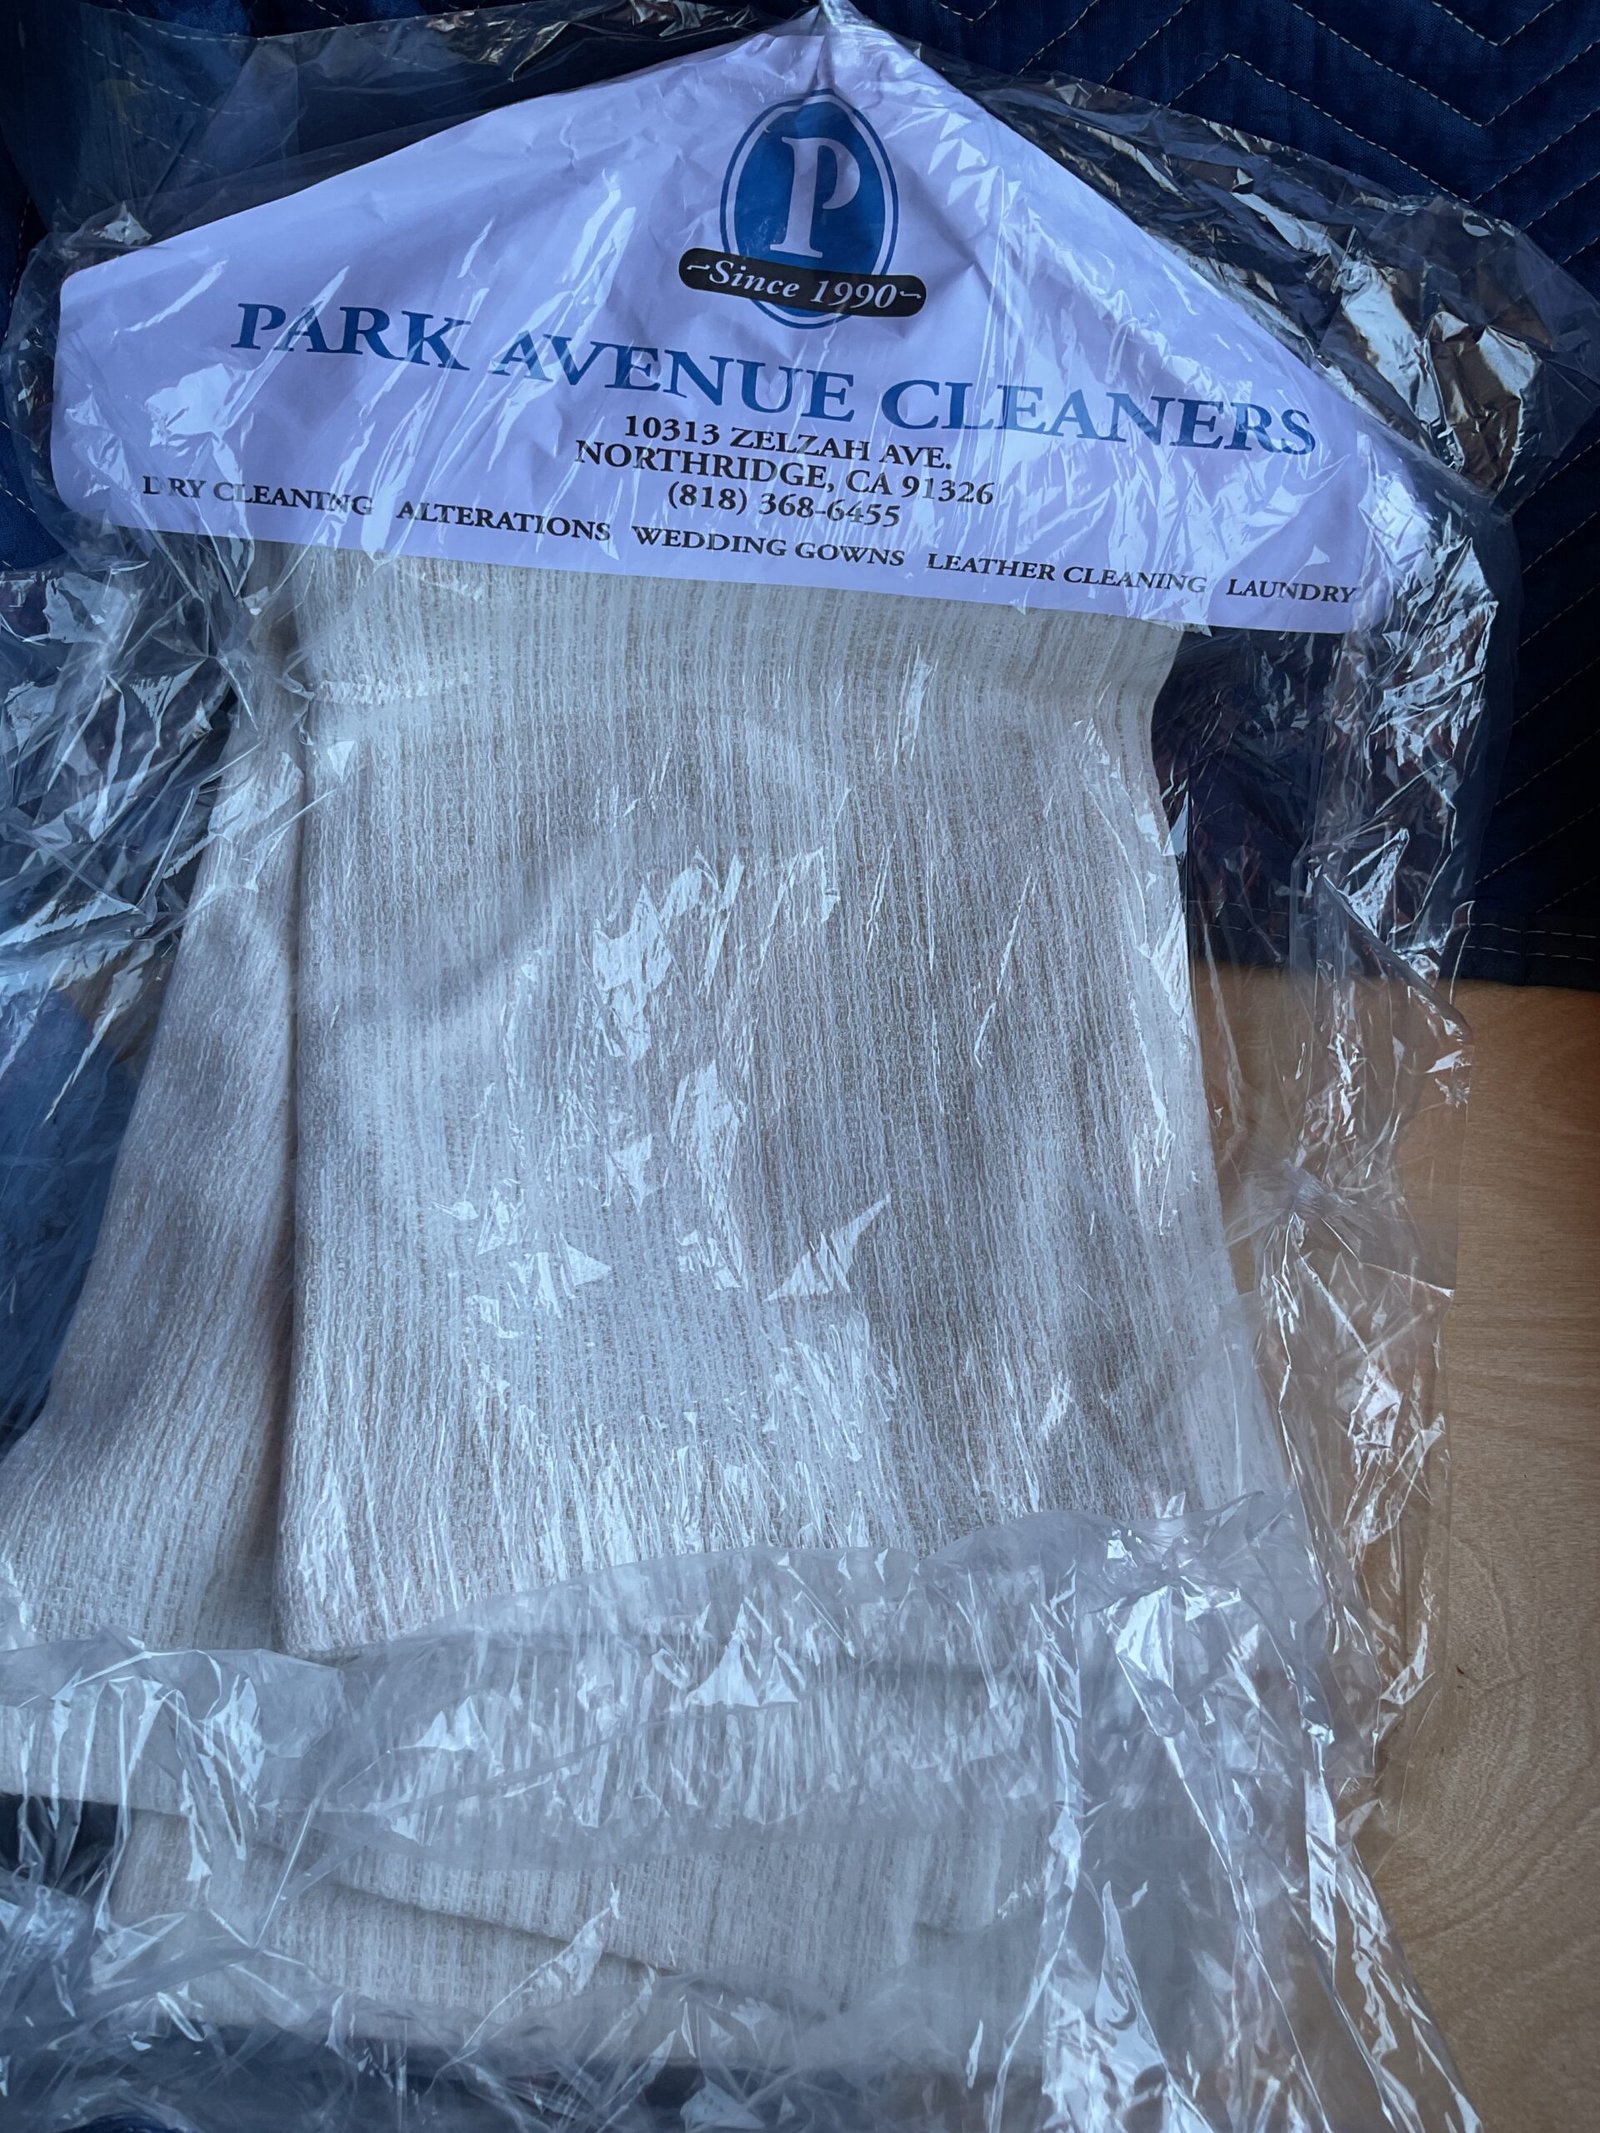 P
~Since 1990~
PARK AVENUE CLEANERS
10313 ZELZAH AVE.
NORTHRIDGE, CA 91326
(818) 368-6455
DRY CLEANING ALTERATIONS WEDDING GOWNS LEATHER CLEANING LAUNDRY